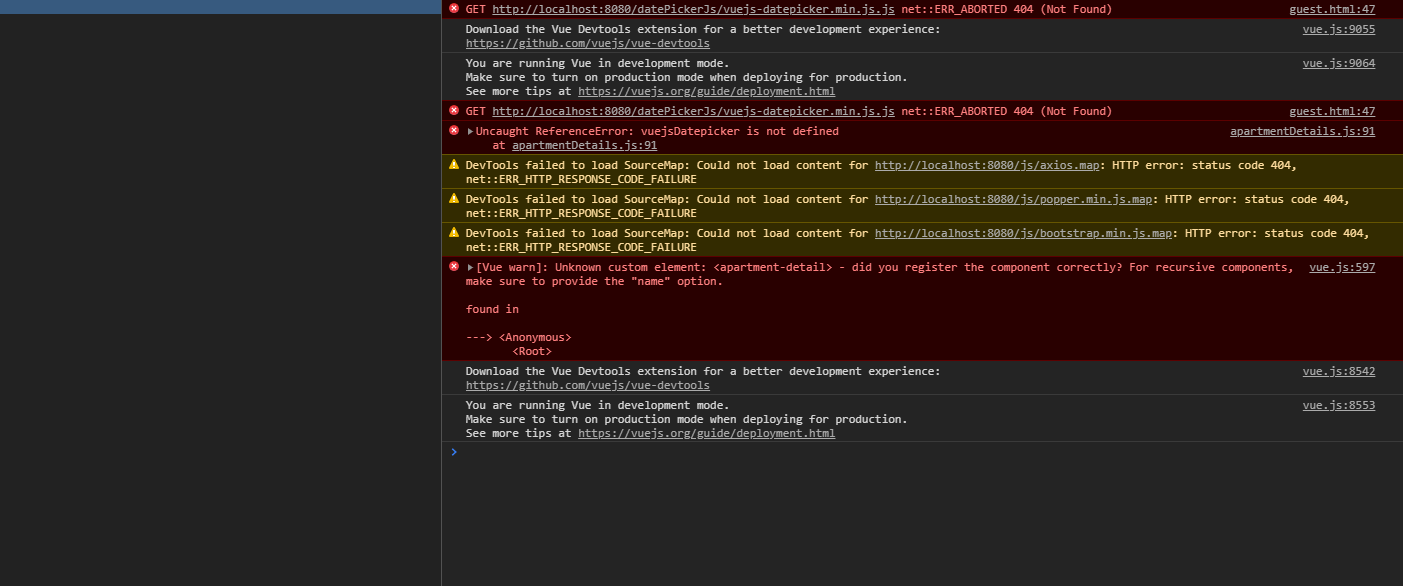 GET http://localhost:8080/datePickerJs/vuejs-datepicker.min.js.js net::ERR_ABORTED 404 (Not Found) guest.html:47
Download the Vue Devtools extension for a better development experience: vue.js:9055
https://github.com/vuejs/vue-devtools
You are running Vue in development mode. vue.js:9064
Make sure to turn on production mode when deploying for production.
See more tips at https://vuejs.org/guide/deployment.html
GET http://localhost:8080/datePickerJs/vuejs-datepicker.min.js.js net::ERR_ABORTED 404 (Not Found) guest.html:47
Uncaught ReferenceError: vuejsDatepicker is not defined apartmentDetails.js:91
at apartmentDetails.js:91
DevTools failed to load SourceMap: Could not load content for http://localhost:8080/js/axios.map: HTTP error: status code 404,
net::ERR_HTTP_RESPONSE_CODE_FAILURE
DevTools failed to load SourceMap: Could not load content for http://localhost:8080/js/popper.min.js.map: HTTP error: status code 404,
net::ERR_HTTP_RESPONSE_CODE_FAILURE
DevTools failed to load SourceMap: Could not load content for http://localhost:8080/js/bootstrap.min.js.map: HTTP error: status code 404,
net::ERR_HTTP_RESPONSE_CODE_FAILURE
[Vue warn]: Unknown custom element: <apartment-detail> - did you register the component correctly? For recursive components, vue.js:597
make sure to provide the "name" option.
found in
---> <Anonymous>
<Root>
Download the Vue Devtools extension for a better development experience: vue.js:8542
https://github.com/vuejs/vue-devtools
You are running Vue in development mode. vue.js:8553
Make sure to turn on production mode when deploying for production.
See more tips at https://vuejs.org/guide/deployment.html